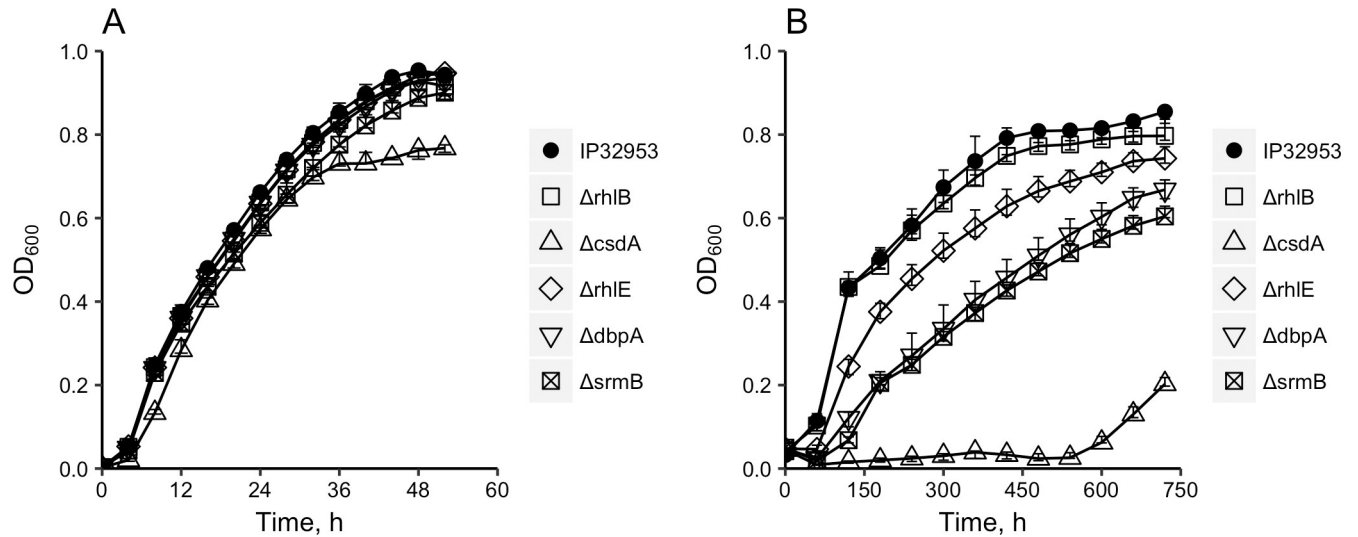 A
1.0
0.8
0.6
0.4
0.2
0.0
OD600
0 12 24 36 48 60
Time, h
IP32953
ΔrhlB
ΔcsdA
ΔrhlE
ΔdbpA
ΔsrmB
B
1.0
0.8
0.6
0.4
0.2
0.0
OD600
0 150 300 450 600 750
Time, h
IP32953
ΔrhlB
ΔcsdA
ΔrhlE
ΔdbpA
ΔsrmB